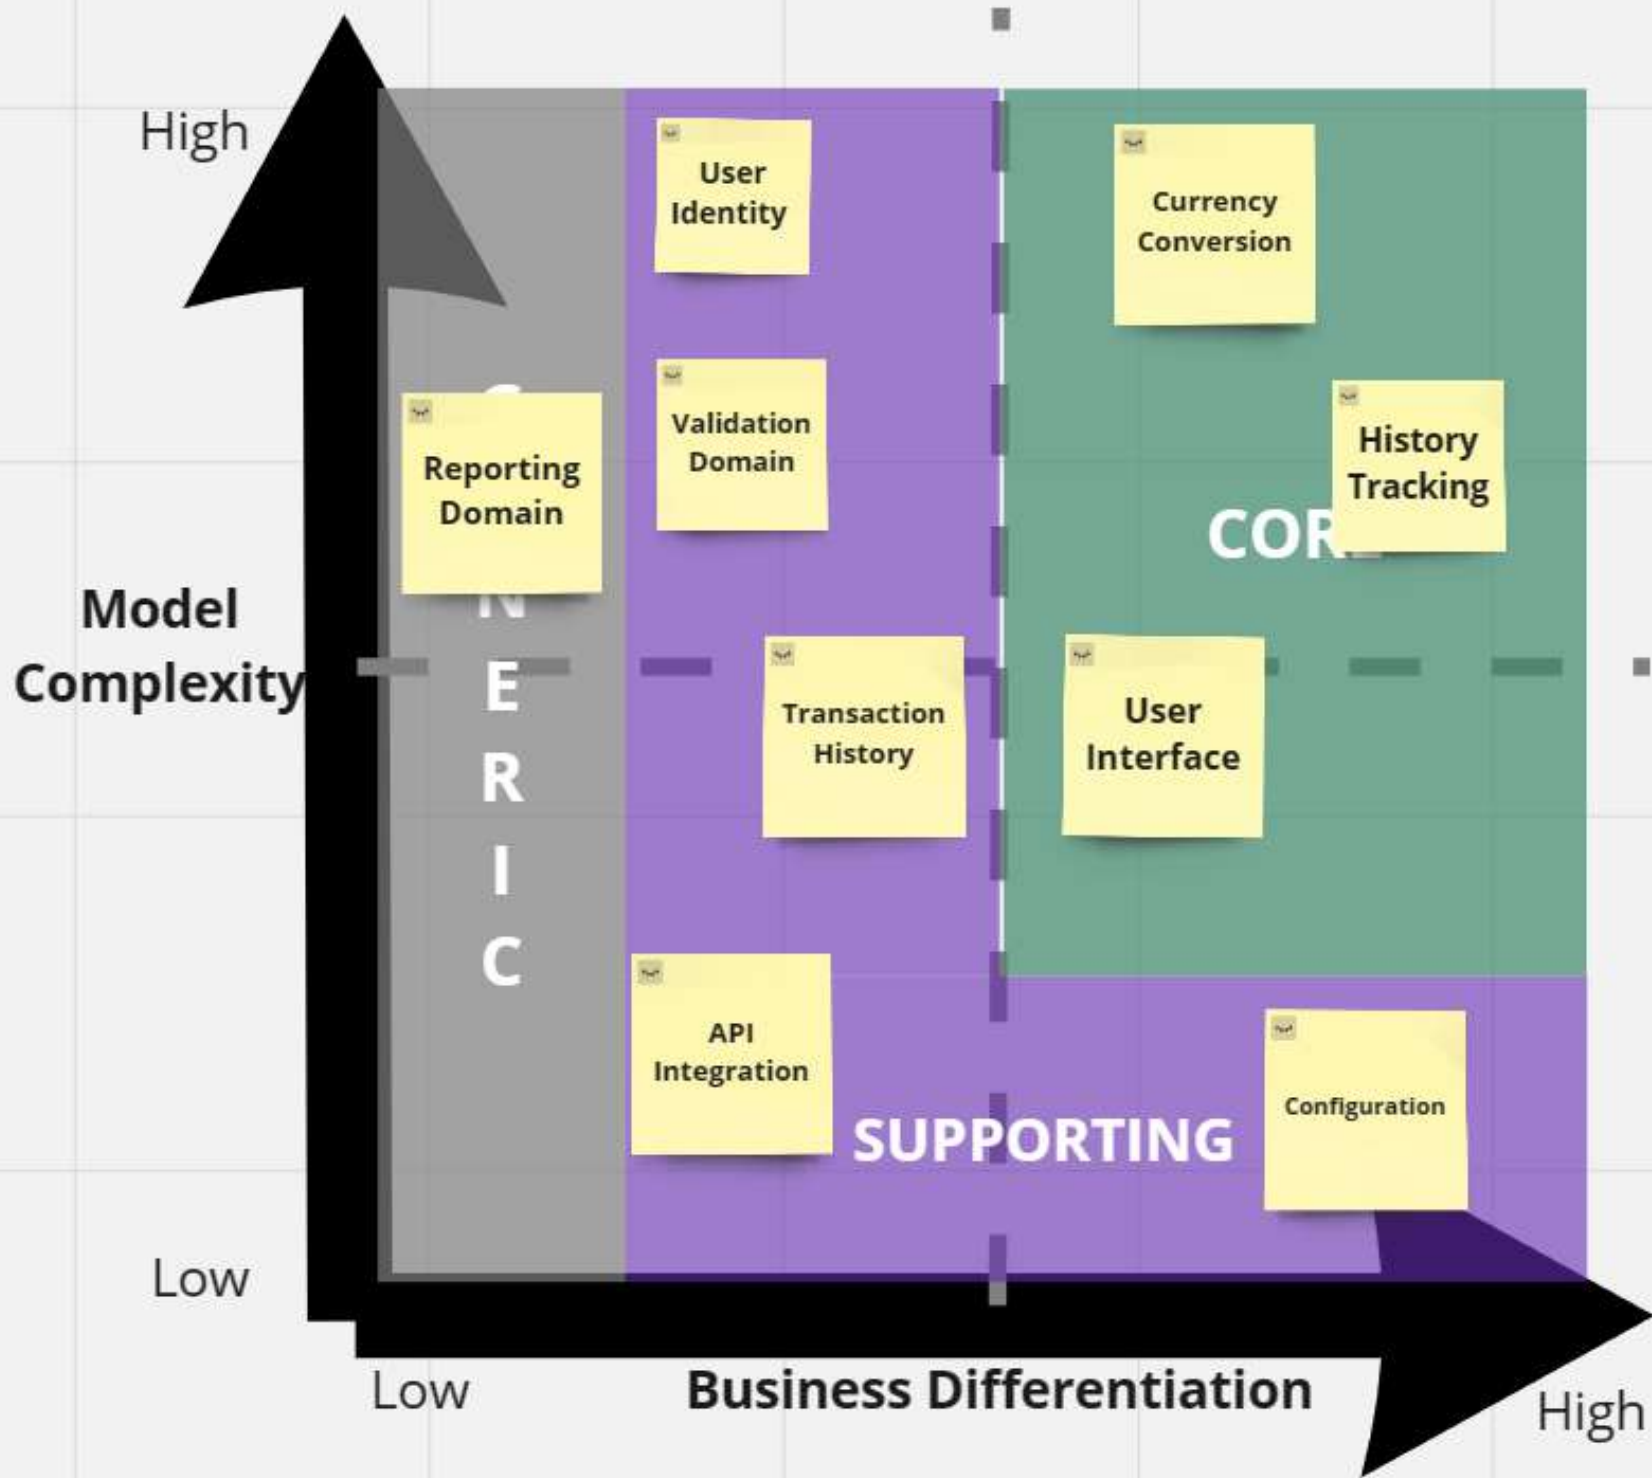 High
User
Identity
Currency
Conversion
Validation
Domain
History
Tracking
Reporting
Domain
COR
Model
Complexity
N
E
R
I
C
Transaction
History
User
Interface
API
Integration
SUPPORTING
Configuration
Low
Low
Business Differentiation
High